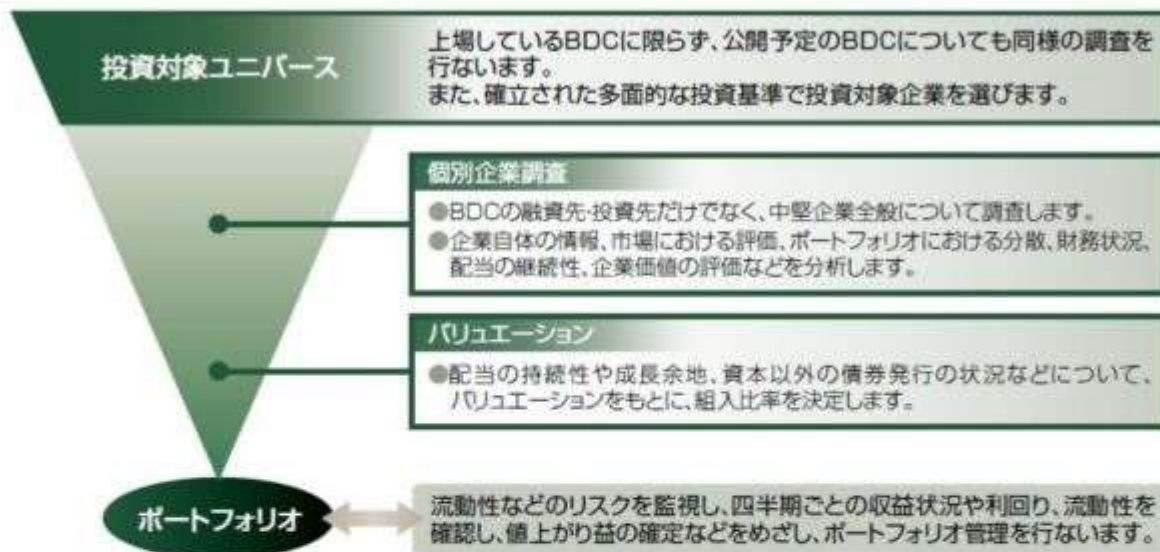 投資対象ユニバース
上場しているBDCに限らず、公開予定のBDCについても同様の調査を
行ないます。
また、確立された多面的な投資基準で投資対象企業を選びます。
個別企業調査
●BDCの融資先・投資先だけでなく、中堅企業全般について調査します。
●企業自体の情報、市場における評価、ポートフォリオにおける分散、財務状況、
配当の継続性、企業価値の評価などを分析します。
バリュエーション
●配当の持続性や成長余地、資本以外の債券発行の状況などについて、
バリュエーションをもとに、組入比率を決定します。
ポートフォリオ
流動性などのリスクを監視し、四半期ごとの収益状況や利回り、流動性を
確認し、値上がり益の確定などをめざし、ポートフォリオ管理を行ないます。